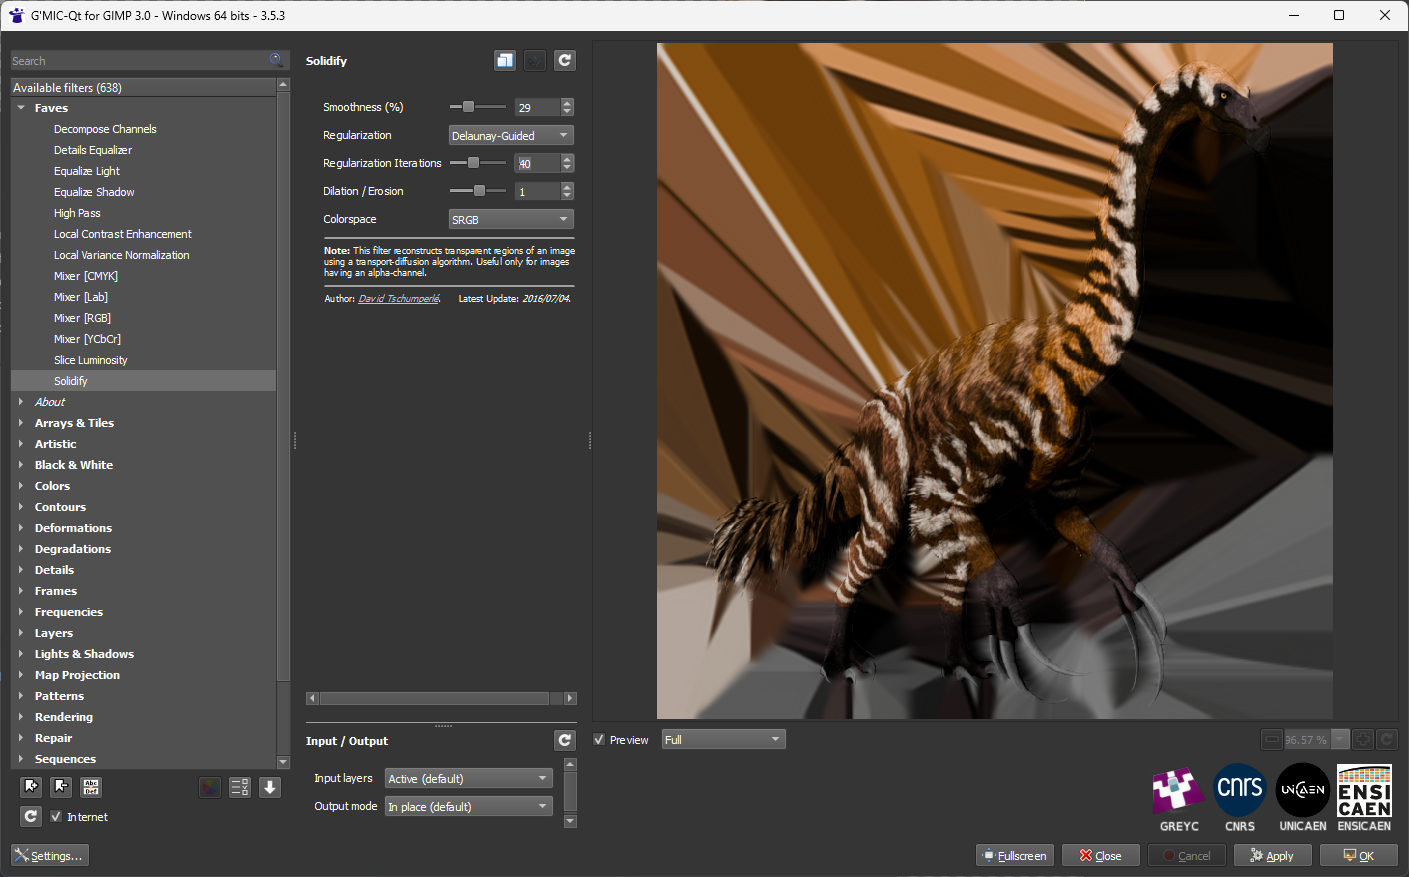 G'MIC-Qt for GIMP 3.0 - Windows 64 bits - 3.5.3
Search
Available filters (638)
Faves
Decompose Channels
Details Equalizer
Equalize Light
Equalize Shadow
High Pass
Local Contrast Enhancement
Local Variance Normalization
Mixer [CMYK]
Mixer [Lab]
Mixer [RGB]
Mixer [YCbCr]
Slice Luminosity
Solidify
About
Arrays & Tiles
Artistic
Black & White
Colors
Contours
Deformations
Degradations
Details
Frames
Frequencies
Layers
Lights & Shadows
Map Projection
Patterns
Rendering
Repair
Sequences
Abc
Def
Internet
Settings...
Solidify
Smoothness (%) 29
Regularization Delaunay-Guided
Regularization Iterations 40
Dilation / Erosion 1
Colorspace SRGB
Note: This filter reconstructs transparent regions of an image
using a transport-diffusion algorithm. Useful only for images
having an alpha-channel.
Author: David Tschumperlé. Latest Update: 2016/07/04.
Input / Output
Input layers Active (default)
Output mode In place (default)
Preview Full
96.57 %
GREYC
cnrs
CNRS
UNICAEN
UNICAEN
ENSI
CAEN
ENSICAEN
Fullscreen
Close
Cancel
Apply
OK